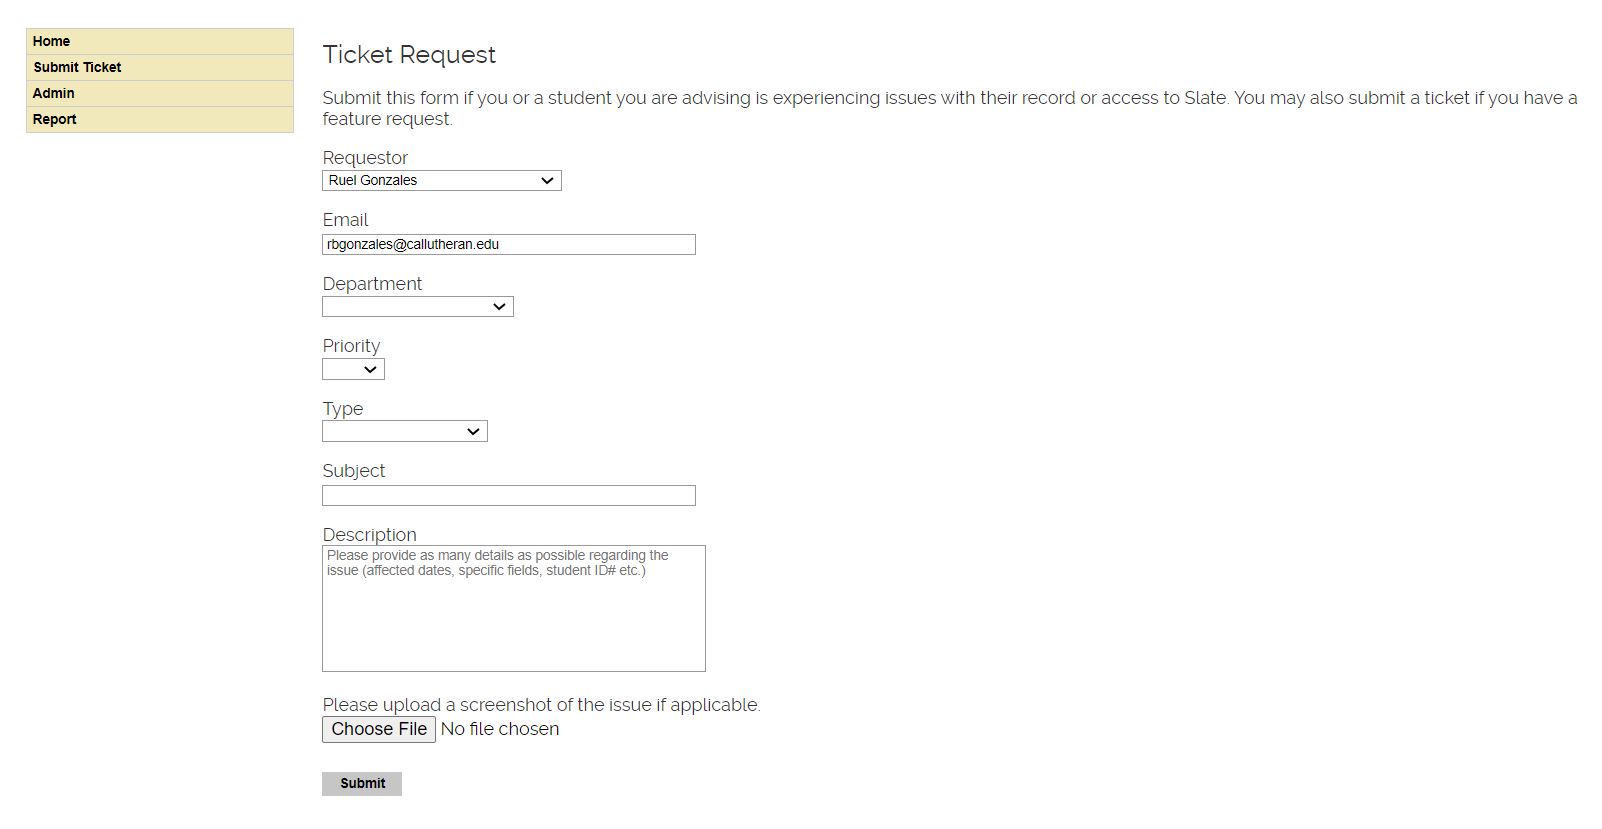 Home
Submit Ticket
Admin
Report
Ticket Request
Submit this form if you or a student you are advising is experiencing issues with their record or access to Slate. You may also submit a ticket if you have a
feature request.
Requestor
Ruel Gonzales
Email
rbgonzales@callutheran.edu
Department
Priority
Type
Subject
Description
Please provide as many details as possible regarding the
issue (affected dates, specific fields, student ID# etc.)
Please upload a screenshot of the issue if applicable.
Choose File No file chosen
Submit